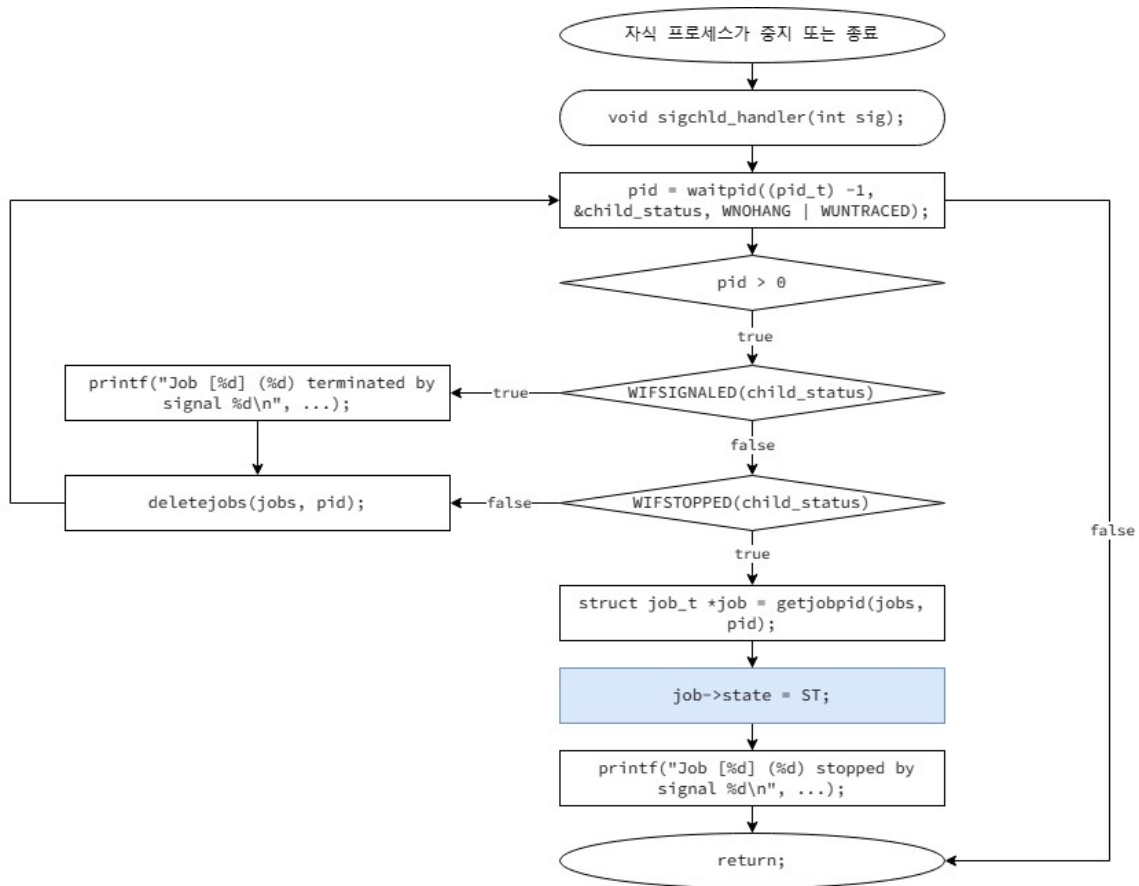 자식 프로세스가 중지 또는 종료
void sigchld_handler(int sig);
pid = waitpid((pid_t) -1,
&child_status, WNOHANG | WUNTRACED);
pid > 0
true
WIFSIGNALED(child_status)
true
printf("Job [%d] (%d) terminated by
signal %d\n", ...);
false
WIFSTOPPED(child_status)
false
deletejobs(jobs, pid);
false
true
struct job_t *job = getjobpid(jobs,
pid);
job->state = ST;
printf("Job [%d] (%d) stopped by
signal %d\n", ...);
return;